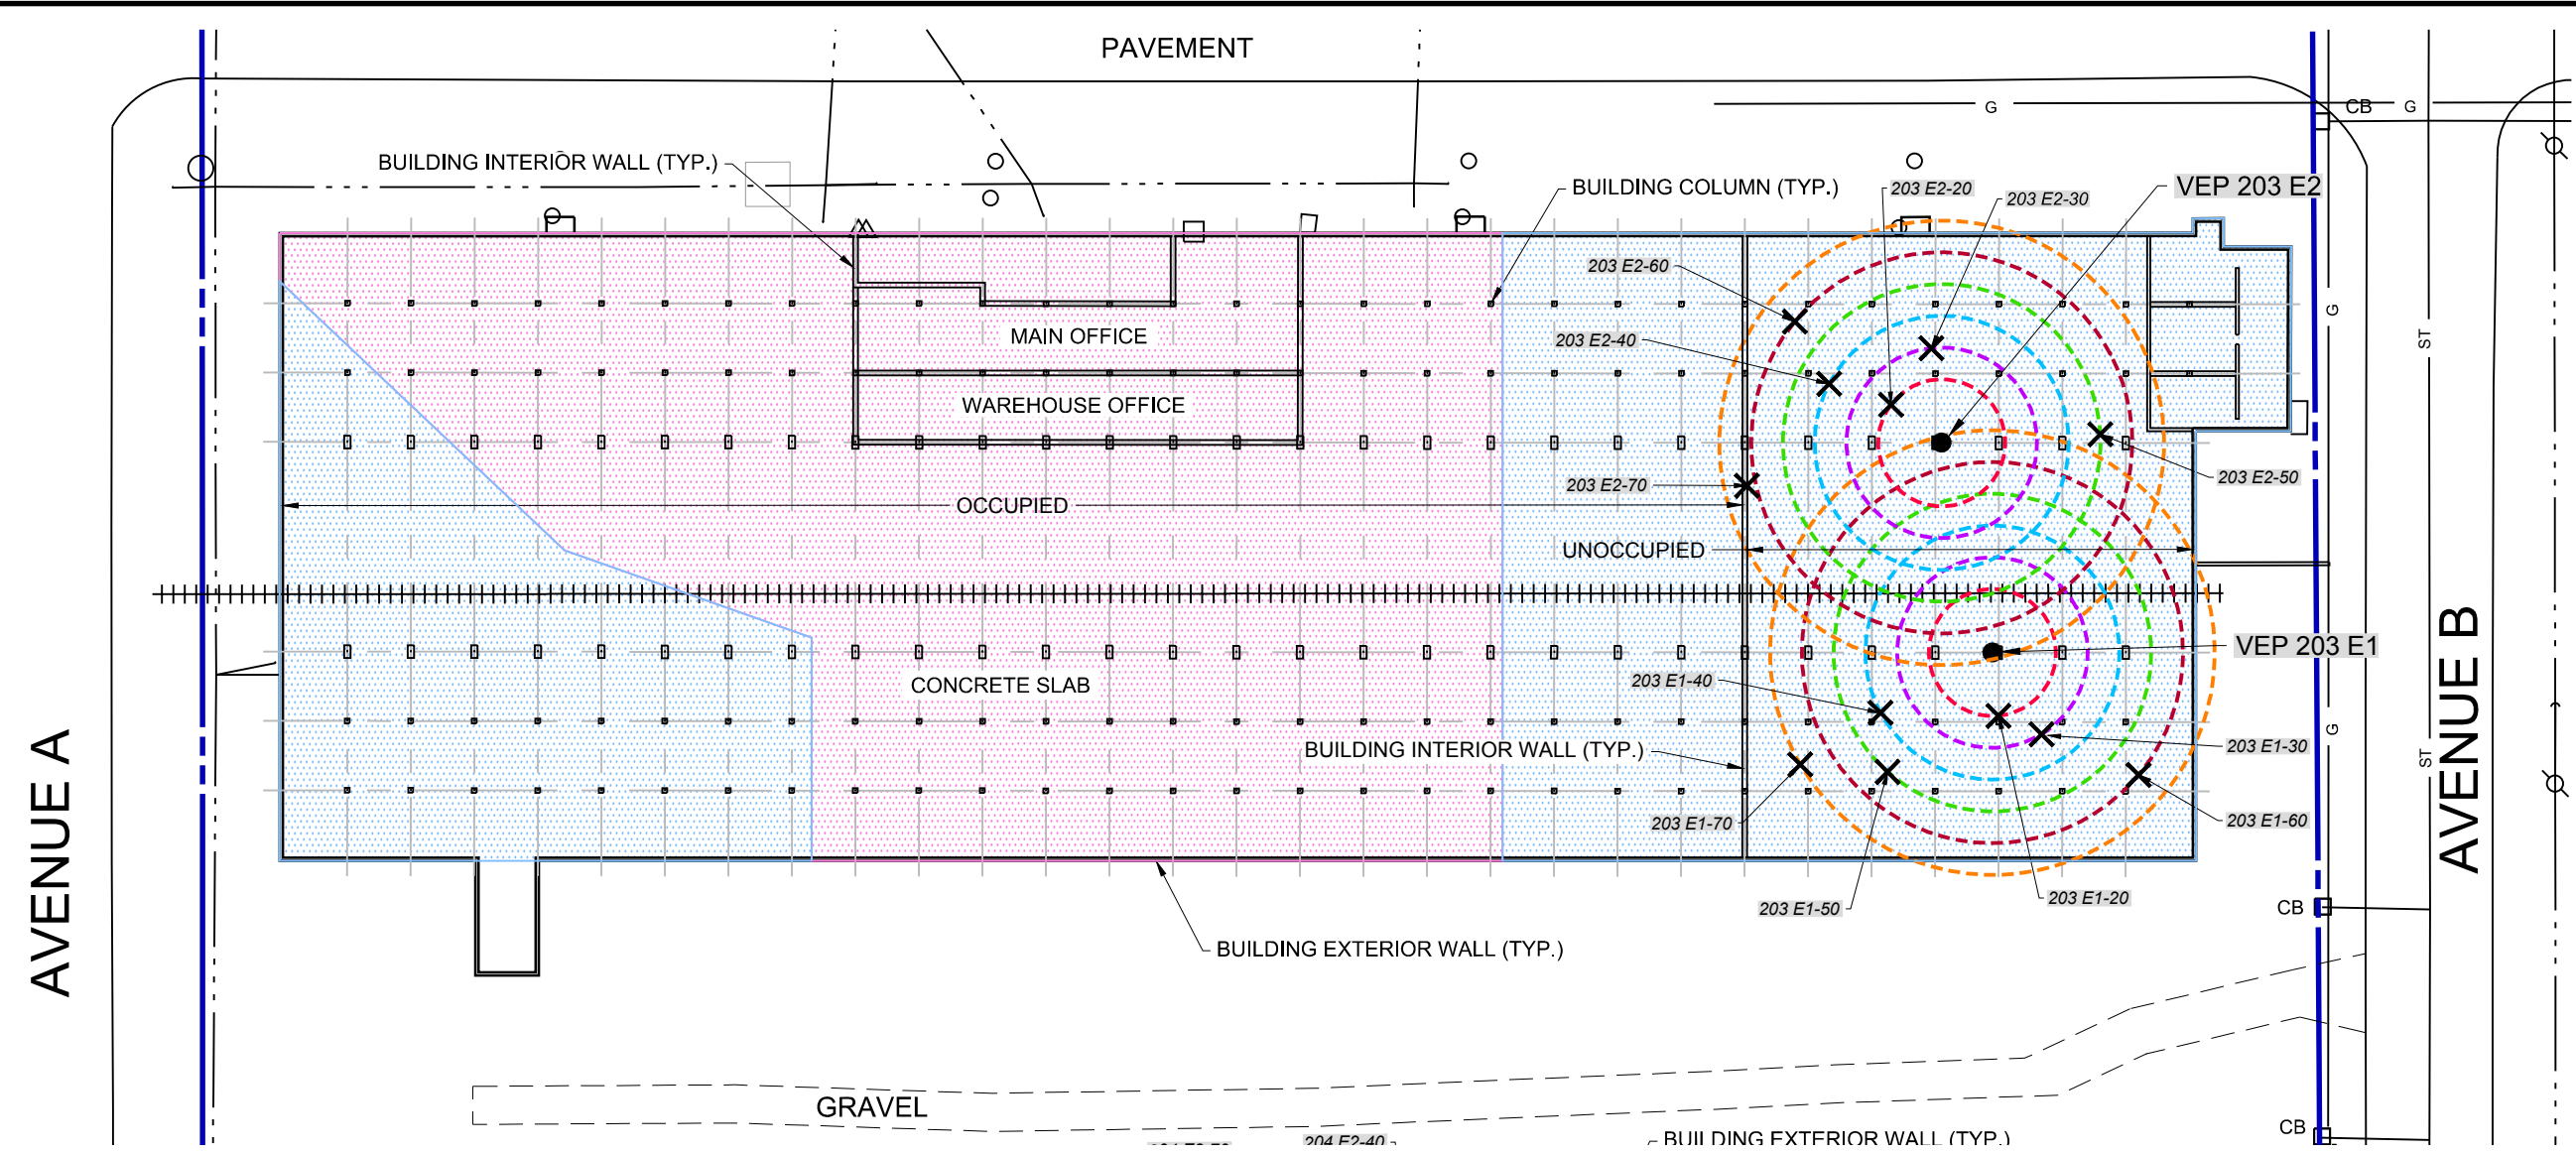 PAVEMENT
G
CB
G
BUILDING INTERIOR WALL (TYP.)
BUILDING COLUMN (TYP.)
203 E2-20
203 E2-30
VEP 203 E2
203 E2-60
G
203 E2-40
MAIN OFFICE
ST
WAREHOUSE OFFICE
203 E2-70
203 E2-50
OCCUPIED
UNOCCUPIED
VEP 203 E1
203 E1-40
CONCRETE SLAB
AVENUE A
AVENUE B
G
ST
BUILDING INTERIOR WALL (TYP.)
203 E1-30
203 E1-70
203 E1-60
203 E1-50
203 E1-20
CB
BUILDING EXTERIOR WALL (TYP.)
GRAVEL
CB
204 E2-40
BUILDING EXTERIOR WALL (TYP.)